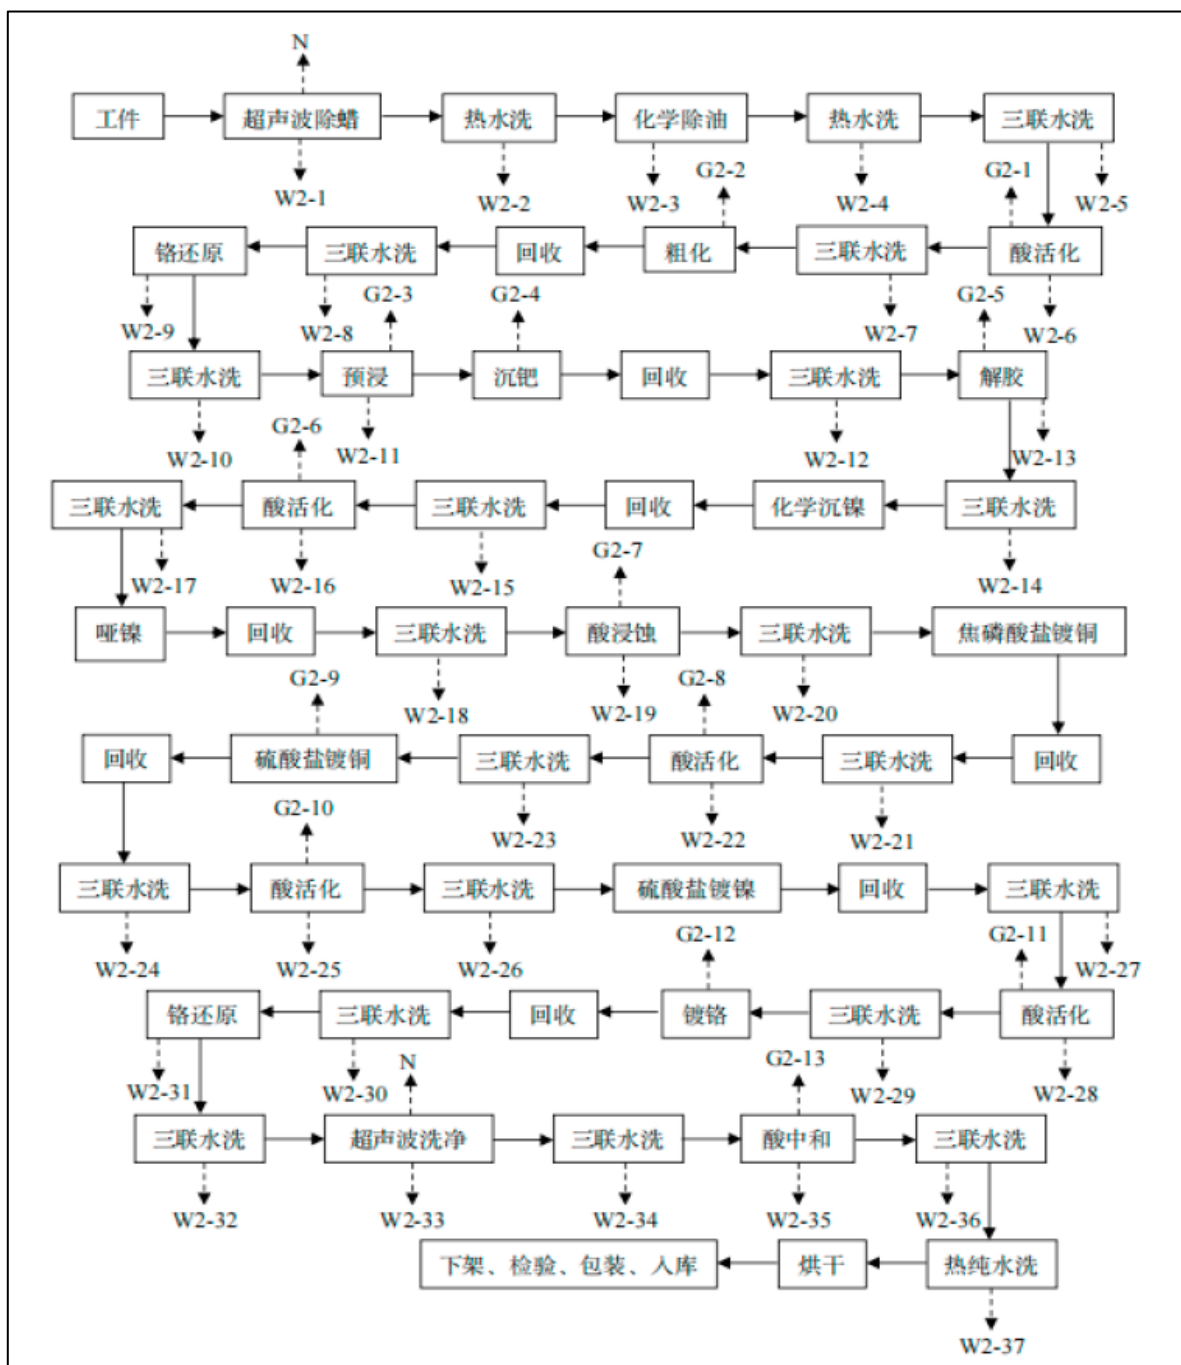 N
工件 超声波除蜡 热水洗 化学除油 热水洗 三联水洗
G2-2 G2-1
W2-1 W2-2 W2-3 W2-4 W2-5
铬还原 三联水洗 回收 粗化 三联水洗 酸活化
G2-3 G2-4 G2-5
W2-9 W2-8 W2-7 W2-6
三联水洗 预浸 沉钯 回收 三联水洗 解胶
G2-6
W2-10 W2-11 W2-12 W2-13
三联水洗 酸活化 三联水洗 回收 化学沉镍 三联水洗
G2-7
W2-17 W2-16 W2-15 W2-14
哑镍 回收 三联水洗 酸浸蚀 三联水洗 焦磷酸盐镀铜
G2-9 G2-8
W2-18 W2-19 W2-20
回收 硫酸盐镀铜 三联水洗 酸活化 三联水洗 回收
G2-10
W2-23 W2-22 W2-21
三联水洗 酸活化 三联水洗 硫酸盐镀镍 回收 三联水洗
G2-12 G2-11
W2-24 W2-25 W2-26 W2-27
铬还原 三联水洗 回收 镀铬 三联水洗 酸活化
N G2-13
W2-31 W2-30 W2-29 W2-28
三联水洗 超声波洗净 三联水洗 酸中和 三联水洗
W2-32 W2-33 W2-34 W2-35 W2-36
下架、检验、包装、入库 烘干 热纯水洗
W2-37